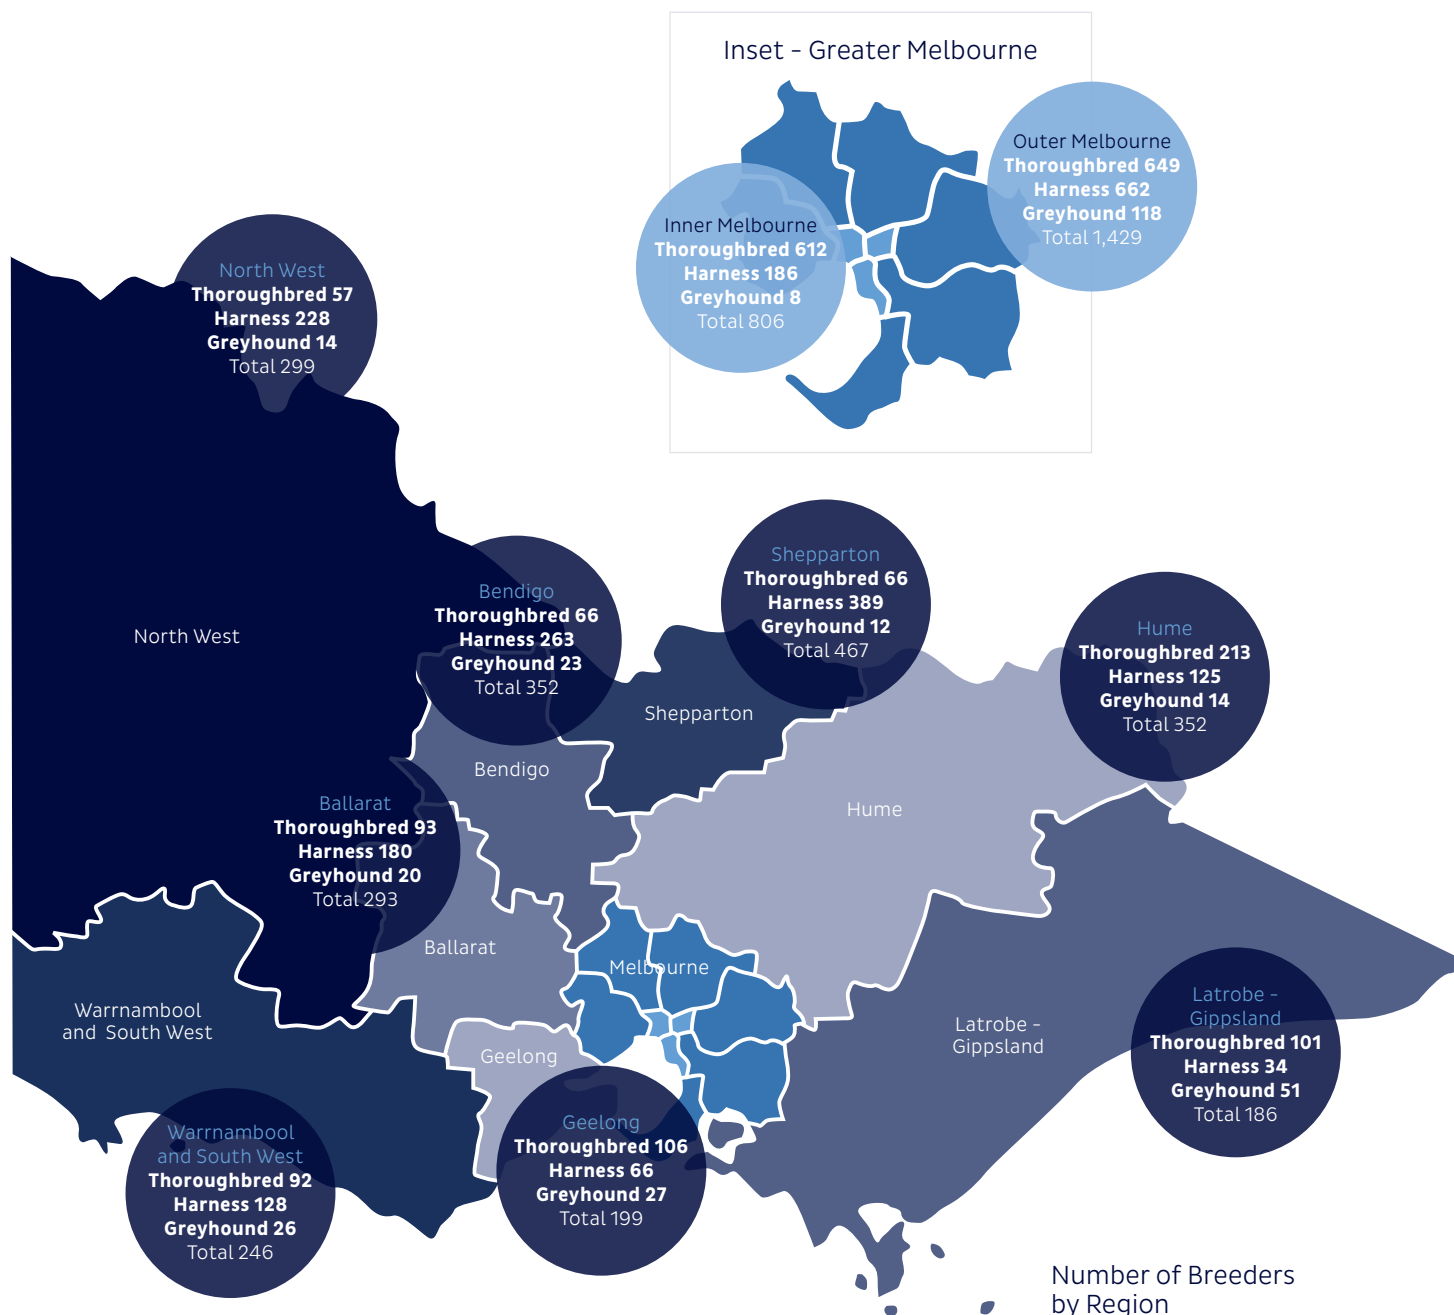 Inset - Greater Melbourne
Outer Melbourne
Thoroughbred 649
Harness 662
Greyhound 118
Total 1,429
Inner Melbourne
Thoroughbred 612
Harness 186
Greyhound 8
Total 806
North West
Thoroughbred 57
Harness 228
Greyhound 14
Total 299
Shepparton
Thoroughbred 66
Harness 389
Greyhound 12
Total 467
Bendigo
Thoroughbred 66
Harness 263
Greyhound 23
Total 352
Hume
Thoroughbred 213
Harness 125
Greyhound 14
Total 352
North West
Shepparton
Bendigo
Hume
Ballarat
Thoroughbred 93
Harness 180
Greyhound 20
Total 293
Ballarat
Melbourne
Warrnambool
and South West
Geelong
Latrobe -
Gippsland
Latrobe -
Gippsland
Thoroughbred 101
Harness 34
Greyhound 51
Total 186
Warrnambool
and South West
Thoroughbred 92
Harness 128
Greyhound 26
Total 246
Geelong
Thoroughbred 106
Harness 66
Greyhound 27
Total 199
Number of Breeders
by Region